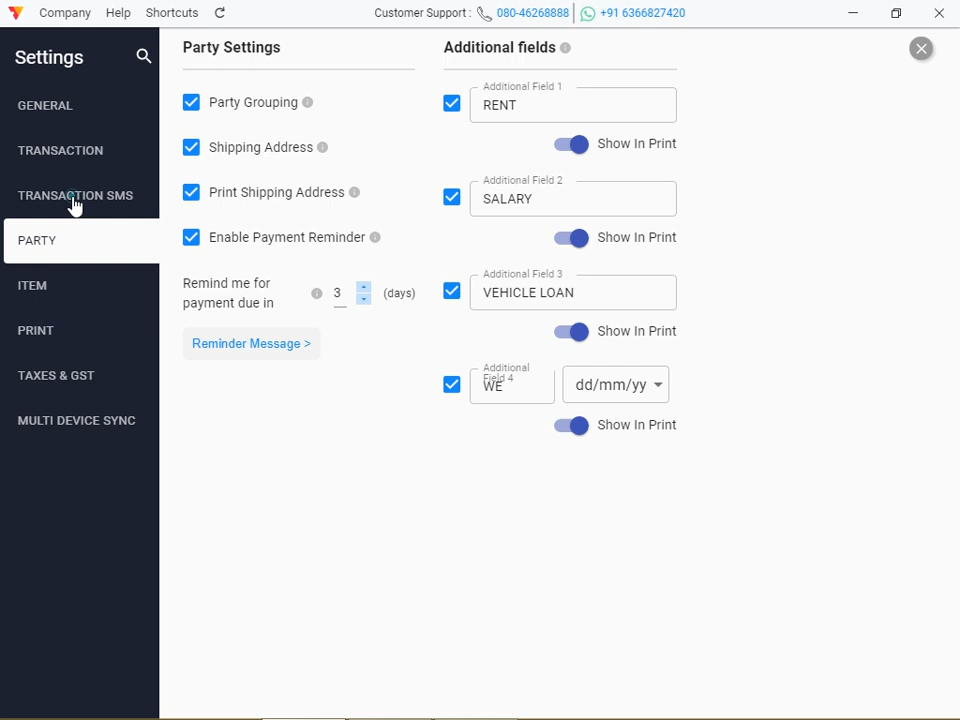 Company Help Shortcuts Customer Support : 080-46268888 +91 6366827420
Settings
GENERAL
TRANSACTION
TRANSACTION SMS
PARTY
ITEM
PRINT
TAXES & GST
MULTI DEVICE SYNC
Party Settings
Party Grouping
Shipping Address
Print Shipping Address
Enable Payment Reminder
Remind me for
payment due in 3 (days)
Reminder Message >
Additional fields
Additional Field 1
RENT
Show In Print
Additional Field 2
SALARY
Show In Print
Additional Field 3
VEHICLE LOAN
Show In Print
Additional
Field 4
WE dd/mm/yy
Show In Print